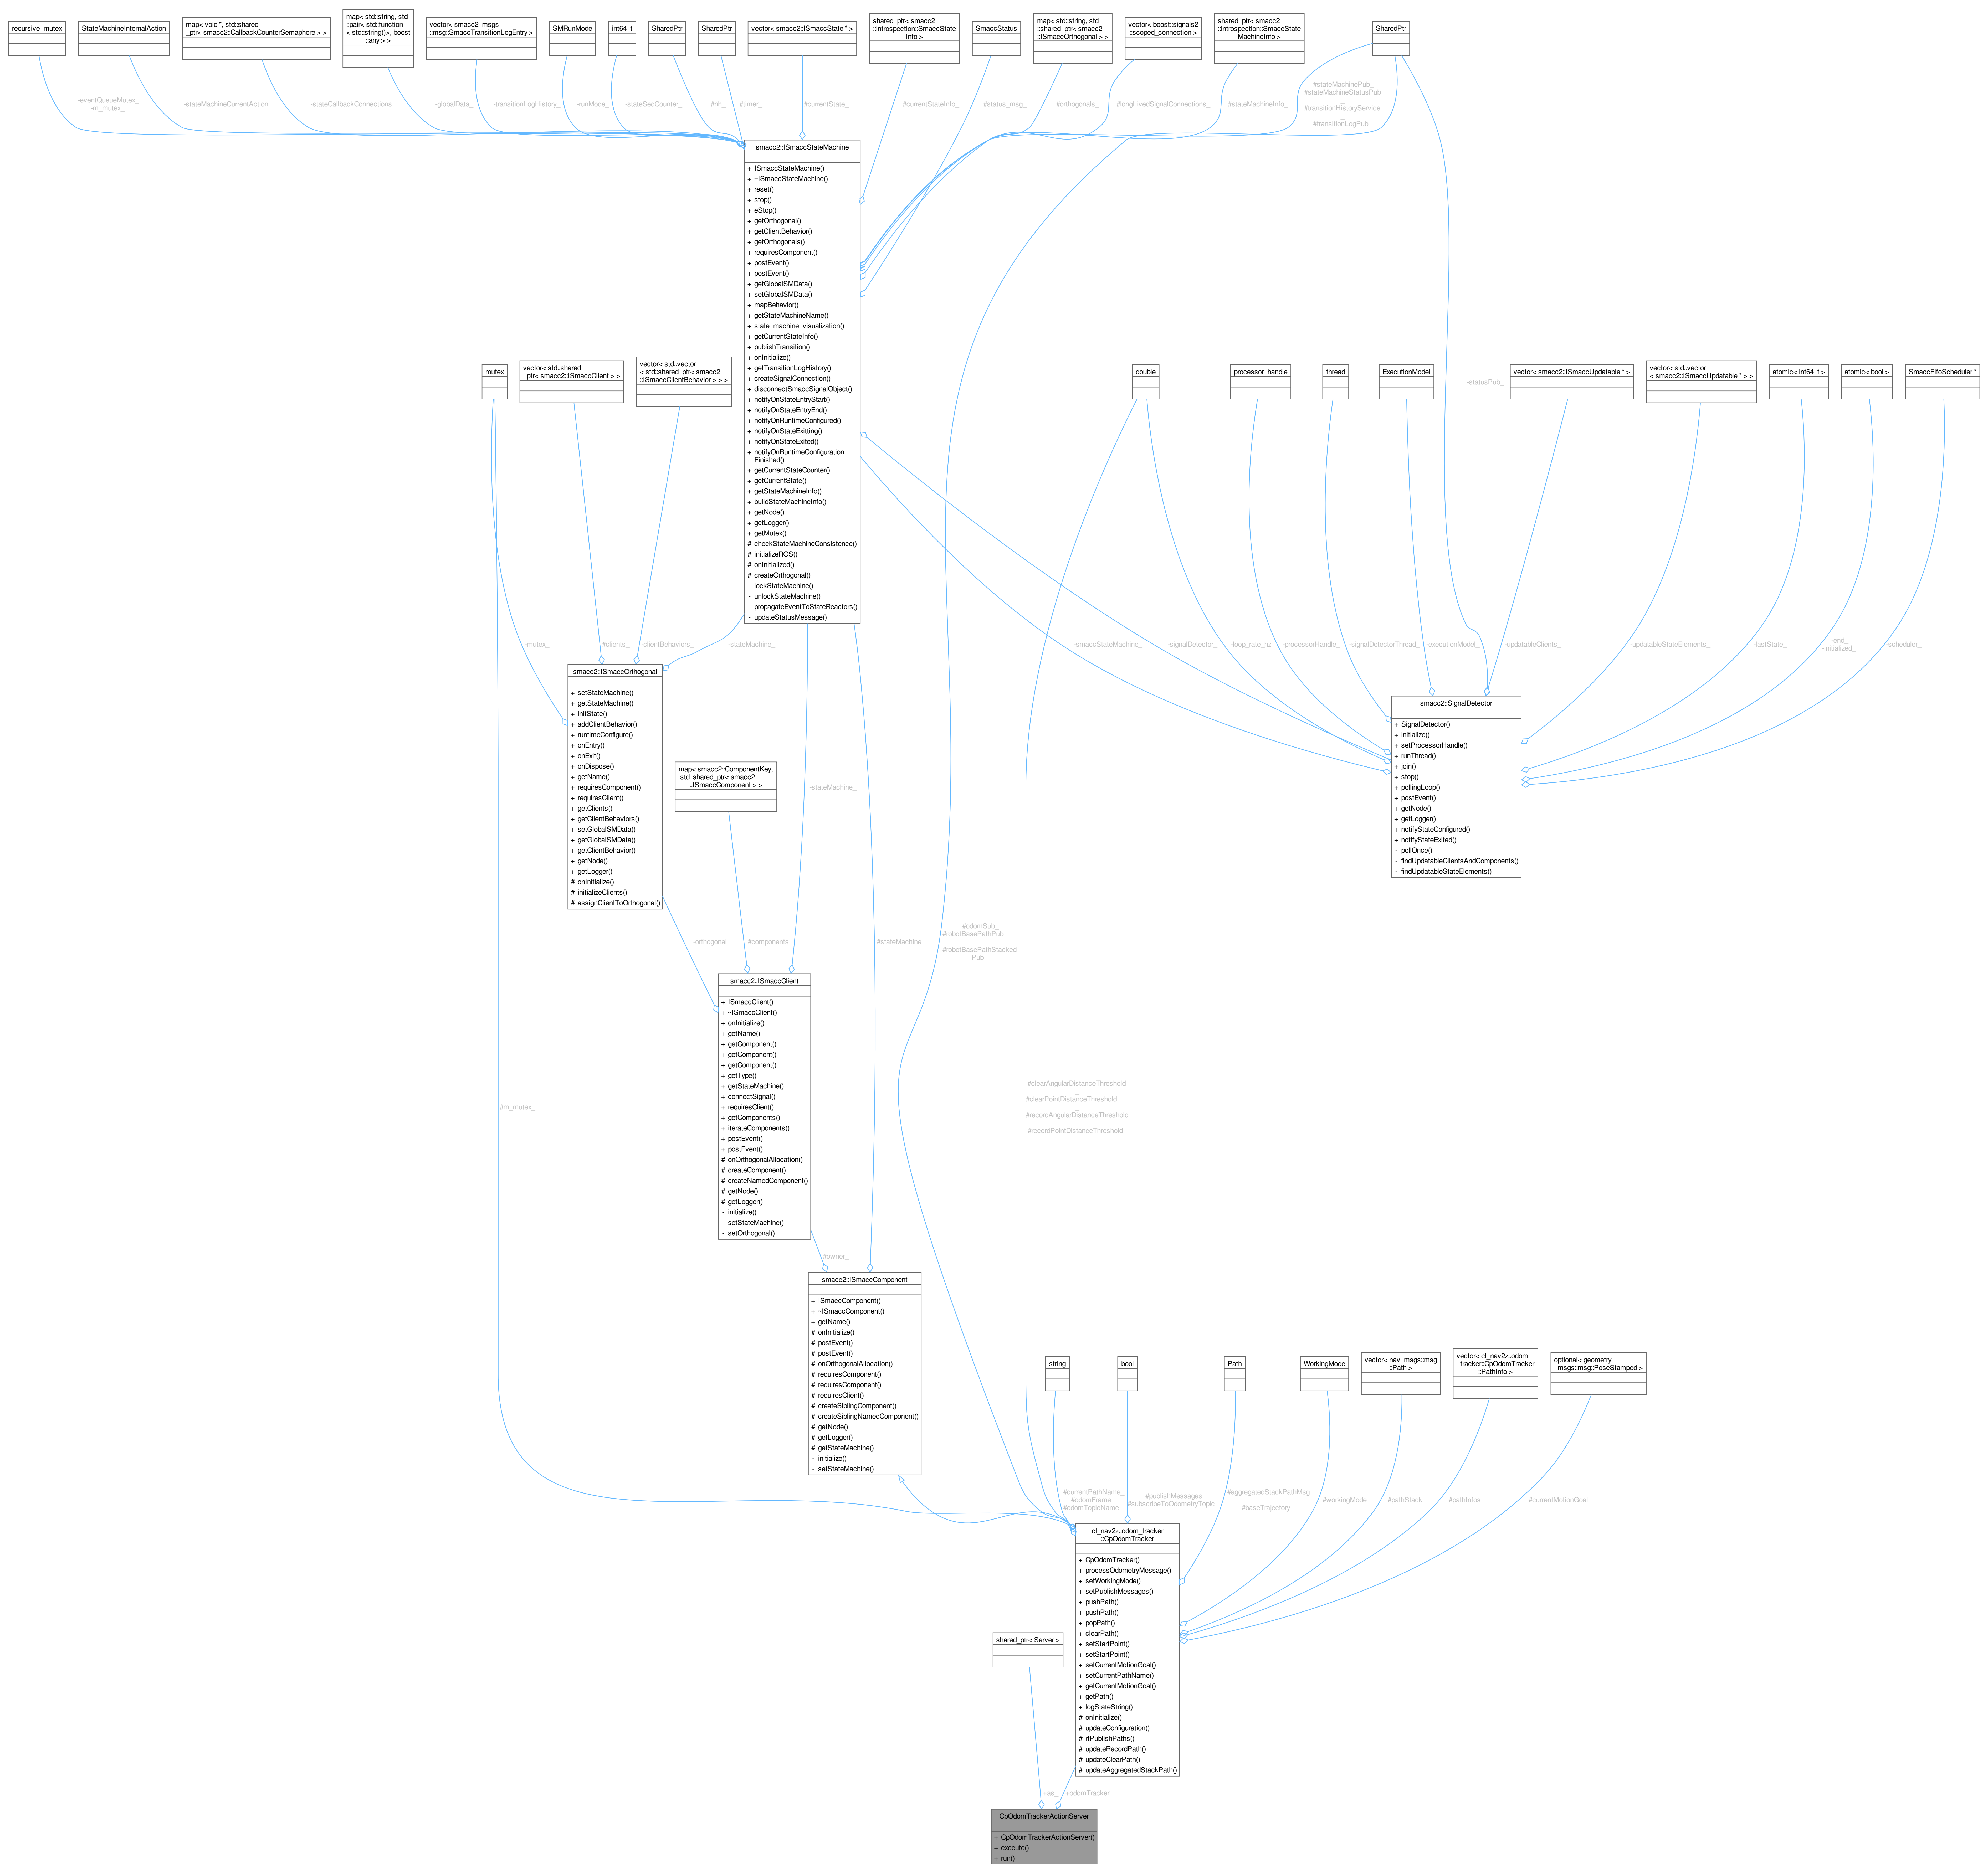 recursive_mutex
StateMachineInternalAction
map< void *, std::shared
_ptr< smacc2::CallbackCounterSemaphore > >
map< std::string, std
::pair< std::function
< std::string()>, boost
::any > >
vector< smacc2_msgs
::msg::SmaccTransitionLogEntry >
SMRunMode
int64_t
SharedPtr
SharedPtr
vector< smacc2::ISmaccState * >
shared_ptr< smacc2
::introspection::SmaccState
Info >
SmaccStatus
map< std::string, std
::shared_ptr< smacc2
::ISmaccOrthogonal > >
vector< boost::signals2
::scoped_connection >
shared_ptr< smacc2
::introspection::SmaccState
MachineInfo >
SharedPtr
-eventQueueMutex_
-m_mutex_
-stateMachineCurrentAction
-stateCallbackConnections
-globalData_
-transitionLogHistory_
-runMode_
-stateSeqCounter_
#nh_
#timer_
#currentState_
#currentStateInfo_
#status_msg_
#orthogonals_
#longLivedSignalConnections_
#stateMachineInfo_
#stateMachinePub_
#stateMachineStatusPub
_
#transitionHistoryService
_
#transitionLogPub_
smacc2::ISmaccStateMachine
+ ISmaccStateMachine()
+ ~ISmaccStateMachine()
+ reset()
+ stop()
+ eStop()
+ getOrthogonal()
+ getClientBehavior()
+ getOrthogonals()
+ requiresComponent()
+ postEvent()
+ postEvent()
+ getGlobalSMData()
+ setGlobalSMData()
+ mapBehavior()
+ getStateMachineName()
+ state_machine_visualization()
+ getCurrentStateInfo()
+ publishTransition()
+ onInitialize()
+ getTransitionLogHistory()
+ createSignalConnection()
+ disconnectSmaccSignalObject()
+ notifyOnStateEntryStart()
+ notifyOnStateEntryEnd()
+ notifyOnRuntimeConfigured()
+ notifyOnStateExitting()
+ notifyOnStateExited()
+ notifyOnRuntimeConfiguration
Finished()
+ getCurrentStateCounter()
+ getCurrentState()
+ getStateMachineInfo()
+ buildStateMachineInfo()
+ getNode()
+ getLogger()
+ getMutex()
# checkStateMachineConsistence()
# initializeROS()
# onInitialized()
# createOrthogonal()
- lockStateMachine()
- unlockStateMachine()
- propagateEventToStateReactors()
- updateStatusMessage()
mutex
vector< std::shared
_ptr< smacc2::ISmaccClient > >
vector< std::vector
< std::shared_ptr< smacc2
::ISmaccClientBehavior > > >
double
processor_handle
thread
ExecutionModel
-statusPub_
vector< smacc2::ISmaccUpdatable * >
vector< std::vector
< smacc2::ISmaccUpdatable * > >
atomic< int64_t >
atomic< bool >
SmaccFifoScheduler *
-mutex_
#clients_
-clientBehaviors_
-stateMachine_
-smaccStateMachine_
-signalDetector_
-loop_rate_hz
-processorHandle_
-signalDetectorThread_
-executionModel_
-updatableClients_
-updatableStateElements_
-lastState_
-end_
-initialized_
-scheduler_
smacc2::ISmaccOrthogonal
+ setStateMachine()
+ getStateMachine()
+ initState()
+ addClientBehavior()
+ runtimeConfigure()
+ onEntry()
+ onExit()
+ onDispose()
+ getName()
+ requiresComponent()
+ requiresClient()
+ getClients()
+ getClientBehaviors()
+ setGlobalSMData()
+ getGlobalSMData()
+ getClientBehavior()
+ getNode()
+ getLogger()
# onInitialize()
# initializeClients()
# assignClientToOrthogonal()
smacc2::SignalDetector
+ SignalDetector()
+ initialize()
+ setProcessorHandle()
+ runThread()
+ join()
+ stop()
+ pollingLoop()
+ postEvent()
+ getNode()
+ getLogger()
+ notifyStateConfigured()
+ notifyStateExited()
- pollOnce()
- findUpdatableClientsAndComponents()
- findUpdatableStateElements()
map< smacc2::ComponentKey,
std::shared_ptr< smacc2
::ISmaccComponent > >
-stateMachine_
-orthogonal_
#components_
#stateMachine_
#odomSub_
#robotBasePathPub
_
#robotBasePathStacked
Pub_
smacc2::ISmaccClient
+ ISmaccClient()
+ ~ISmaccClient()
+ onInitialize()
+ getName()
+ getComponent()
+ getComponent()
+ getComponent()
+ getType()
+ getStateMachine()
+ connectSignal()
+ requiresClient()
+ getComponents()
+ iterateComponents()
+ postEvent()
+ postEvent()
# onOrthogonalAllocation()
# createComponent()
# createNamedComponent()
# getNode()
# getLogger()
- initialize()
- setStateMachine()
- setOrthogonal()
#m_mutex_
#clearAngularDistanceThreshold
_
#clearPointDistanceThreshold
_
#recordAngularDistanceThreshold
_
#recordPointDistanceThreshold_
#owner_
smacc2::ISmaccComponent
+ ISmaccComponent()
+ ~ISmaccComponent()
+ getName()
# onInitialize()
# postEvent()
# postEvent()
# onOrthogonalAllocation()
# requiresComponent()
# requiresComponent()
# requiresClient()
# createSiblingComponent()
# createSiblingNamedComponent()
# getNode()
# getLogger()
# getStateMachine()
- initialize()
- setStateMachine()
string
bool
Path
WorkingMode
vector< nav_msgs::msg
::Path >
vector< cl_nav2z::odom
_tracker::CpOdomTracker
::PathInfo >
optional< geometry
_msgs::msg::PoseStamped >
#currentPathName_
#odomFrame_
#odomTopicName_
#publishMessages
#subscribeToOdometryTopic_
#aggregatedStackPathMsg
_
#baseTrajectory_
#workingMode_
#pathStack_
#pathInfos_
#currentMotionGoal_
cl_nav2z::odom_tracker
::CpOdomTracker
+ CpOdomTracker()
+ processOdometryMessage()
+ setWorkingMode()
+ setPublishMessages()
+ pushPath()
+ pushPath()
+ popPath()
+ clearPath()
+ setStartPoint()
+ setStartPoint()
+ setCurrentMotionGoal()
+ setCurrentPathName()
+ getCurrentMotionGoal()
+ getPath()
+ logStateString()
# onInitialize()
# updateConfiguration()
# rtPublishPaths()
# updateRecordPath()
# updateClearPath()
# updateAggregatedStackPath()
shared_ptr< Server >
+as_
+odomTracker
CpOdomTrackerActionServer
+ CpOdomTrackerActionServer()
+ execute()
+ run()